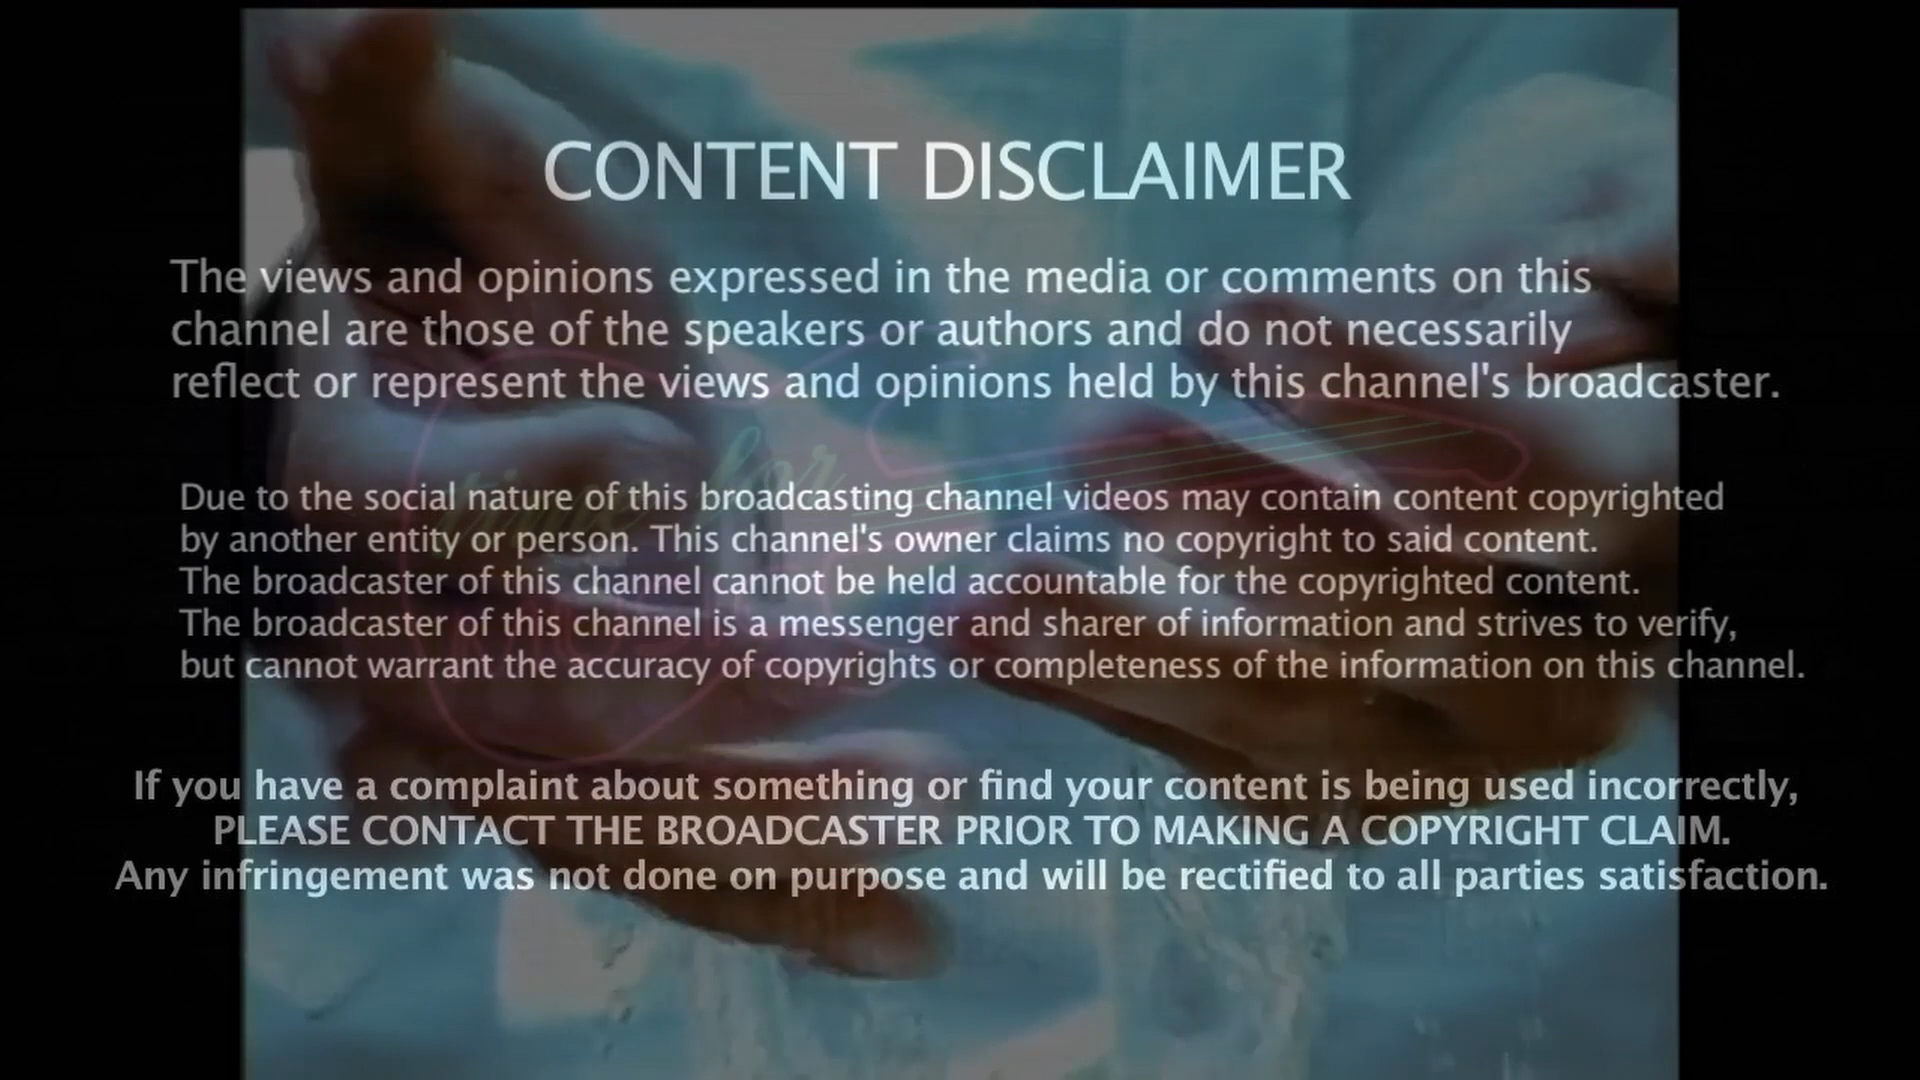 CONTENT DISCLAIMER
The views and opinions expressed in the media or comments on this
channel are those of the speakers or authors and do not necessarily
reflect or represent the views and opinions held by this channel's broadcaster.
Due to the social nature of this broadcasting channel videos may contain content copyrighted
by another entity or person. This channel's owner claims no copyright to said content.
The broadcaster of this channel cannot be held accountable for the copyrighted content.
The broadcaster of this channel is a messenger and sharer of information and strives to verify,
but cannot warrant the accuracy of copyrights or completeness of the information on this channel.
If you have a complaint about something or find your content is being used incorrectly,
PLEASE CONTACT THE BROADCASTER PRIOR TO MAKING A COPYRIGHT CLAIM.
Any infringement was not done on purpose and will be rectified to all parties satisfaction.
for